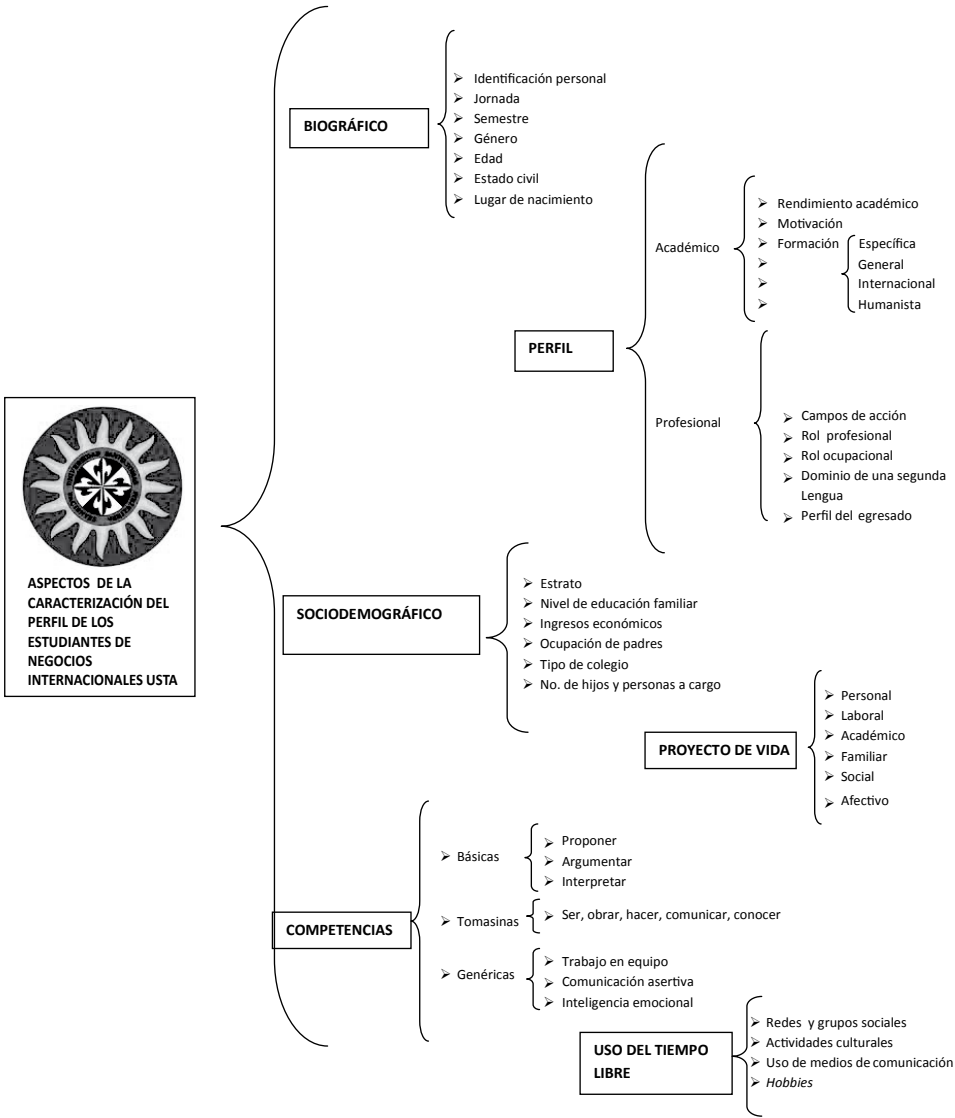 BIOGRÁFICO
➢ Identificación personal
➢ Jornada
➢ Semestre
➢ Género
➢ Edad
➢ Estado civil
➢ Lugar de nacimiento
PERFIL
Académico
➢ Rendimiento académico
➢ Motivación
➢ Formación
➢
➢
➢
Específica
General
Internacional
Humanista
Profesional
➢ Campos de acción
➢ Rol profesional
➢ Rol ocupacional
➢ Dominio de una segunda
Lengua
➢ Perfil del egresado
ASPECTOS DE LA
CARACTERIZACIÓN DEL
PERFIL DE LOS
ESTUDIANTES DE
NEGOCIOS
INTERNACIONALES USTA
SOCIODEMOGRÁFICO
➢ Estrato
➢ Nivel de educación familiar
➢ Ingresos económicos
➢ Ocupación de padres
➢ Tipo de colegio
➢ No. de hijos y personas a cargo
PROYECTO DE VIDA
➢ Personal
➢ Laboral
➢ Académico
➢ Familiar
➢ Social
➢ Afectivo
COMPETENCIAS
➢ Básicas
➢ Proponer
➢ Argumentar
➢ Interpretar
➢ Tomasinas
➢ Ser, obrar, hacer, comunicar, conocer
➢ Genéricas
➢ Trabajo en equipo
➢ Comunicación asertiva
➢ Inteligencia emocional
USO DEL TIEMPO
LIBRE
➢ Redes y grupos sociales
➢ Actividades culturales
➢ Uso de medios de comunicación
➢ Hobbies